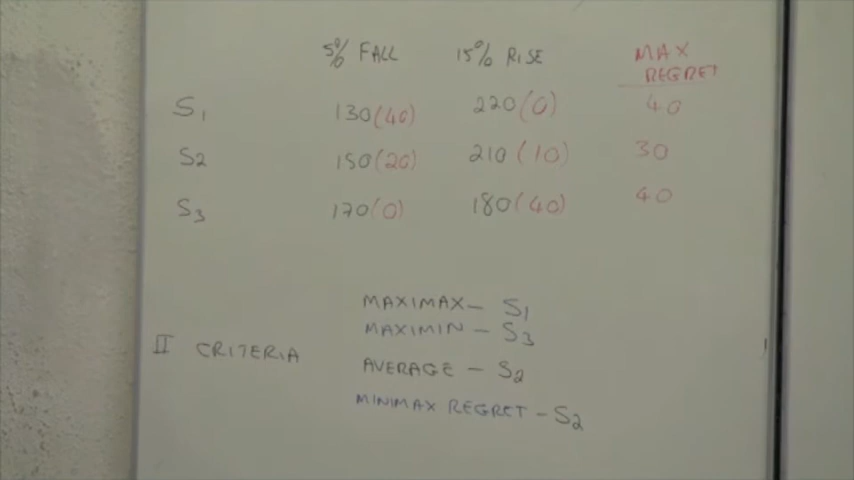 5% FALL 15% RISE MAX REGRET
S1 130(40) 220(0) 40
S2 150(20) 210(10) 30
S3 170(0) 180(40) 40
MAXIMAX - S1
MAXIMIN - S3
II CRITERIA
AVERAGE - S2
MINIMAX REGRET - S2